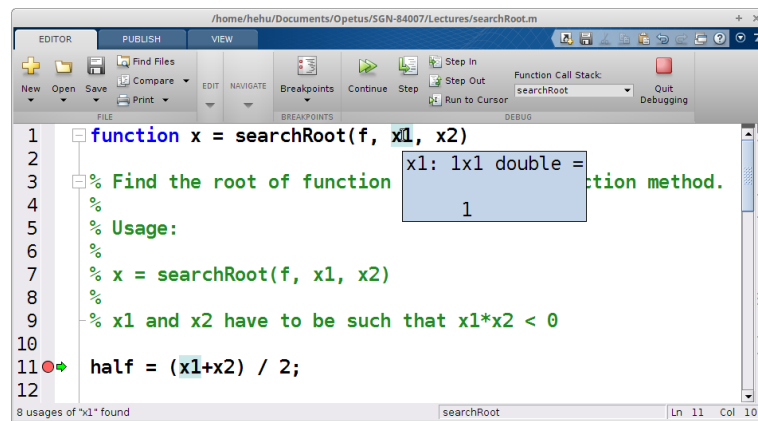 /home/hehu/Documents/Opetus/SGN-84007/Lectures/searchRoot.m
EDITOR PUBLISH VIEW
New Open Save Find Files Compare Print
EDIT NAVIGATE Breakpoints Continue Step
Step In
Step Out
Run to Cursor
Function Call Stack:
searchRoot
Quit Debugging
FILE BREAKPOINTS DEBUG
1 function x = searchRoot(f, x1, x2)
2
3 % Find the root of function ction method.
4 %
5 % Usage:
6 %
7 % x = searchRoot(f, x1, x2)
8 %
9 % x1 and x2 have to be such that x1*x2 < 0
10
11 half = (x1+x2) / 2;
12
x1: 1x1 double =
1
8 usages of "x1" found searchRoot Ln 11 Col 10